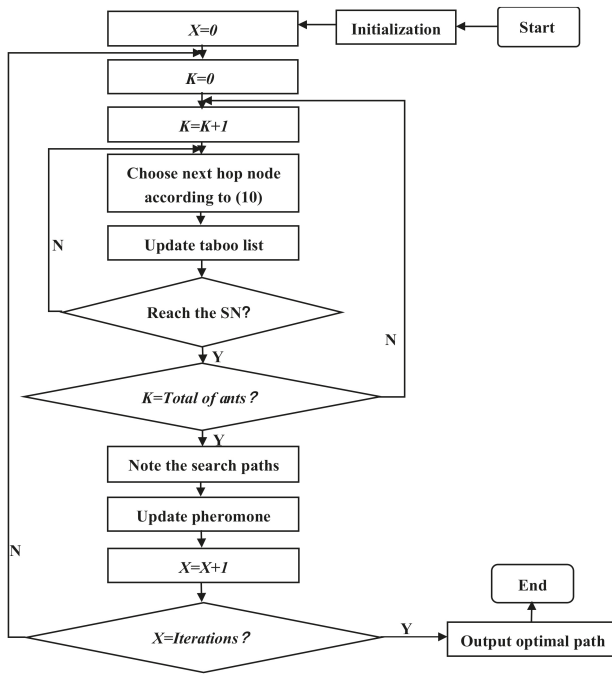 Start
Initialization
X=0
K=0
K=K+1
Choose next hop node
according to (10)
Update taboo list
N
Reach the SN?
Y
N
K=Total of ants?
Y
Note the search paths
Update pheromone
X=X+1
N
X=Iterations?
Y
Output optimal path
End